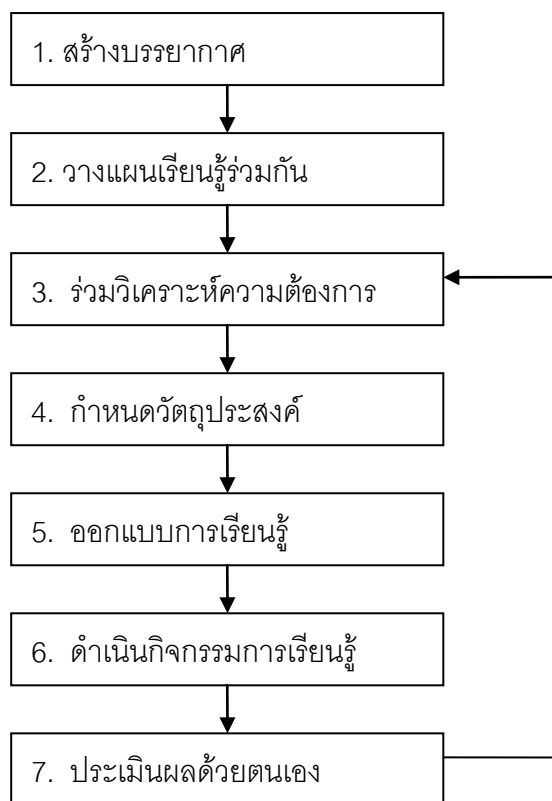 1. สร้างบรรยากาศ
2. วางแผนเรียนรู้ร่วมกัน
3. ร่วมวิเคราะห์ความต้องการ
4. กำหนดวัตถุประสงค์
5. ออกแบบการเรียนรู้
6. ดำเนินกิจกรรมการเรียนรู้
7. ประเมินผลด้วยตนเอง